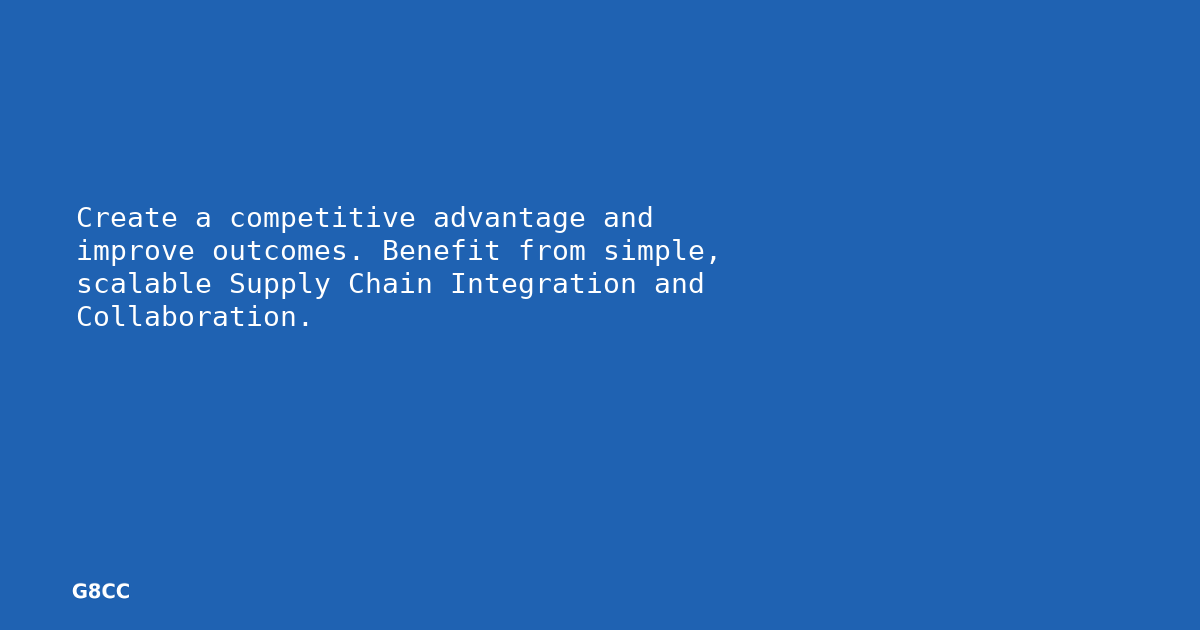 Create a competitive advantage and
improve outcomes. Benefit from simple,
scalable Supply Chain Integration and
Collaboration.
G8CC